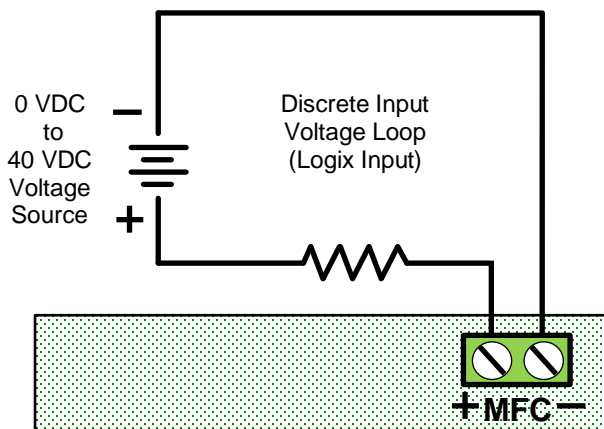 0 VDC
to
40 VDC
Voltage
Source
−
+
Discrete Input
Voltage Loop
(Logix Input)
+MFC−